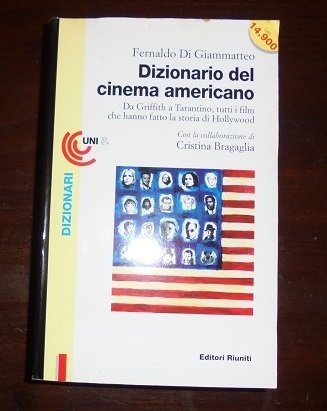 14.900
Fernaldo Di Giammatteo
Dizionario del
cinema americano
Da Griffith a Tarantino, tutti i film
che hanno fatto la storia di Hollywood
Con la collaborazione di
Cristina Bragaglia
UNI
DIZIONARI
Editori Riuniti